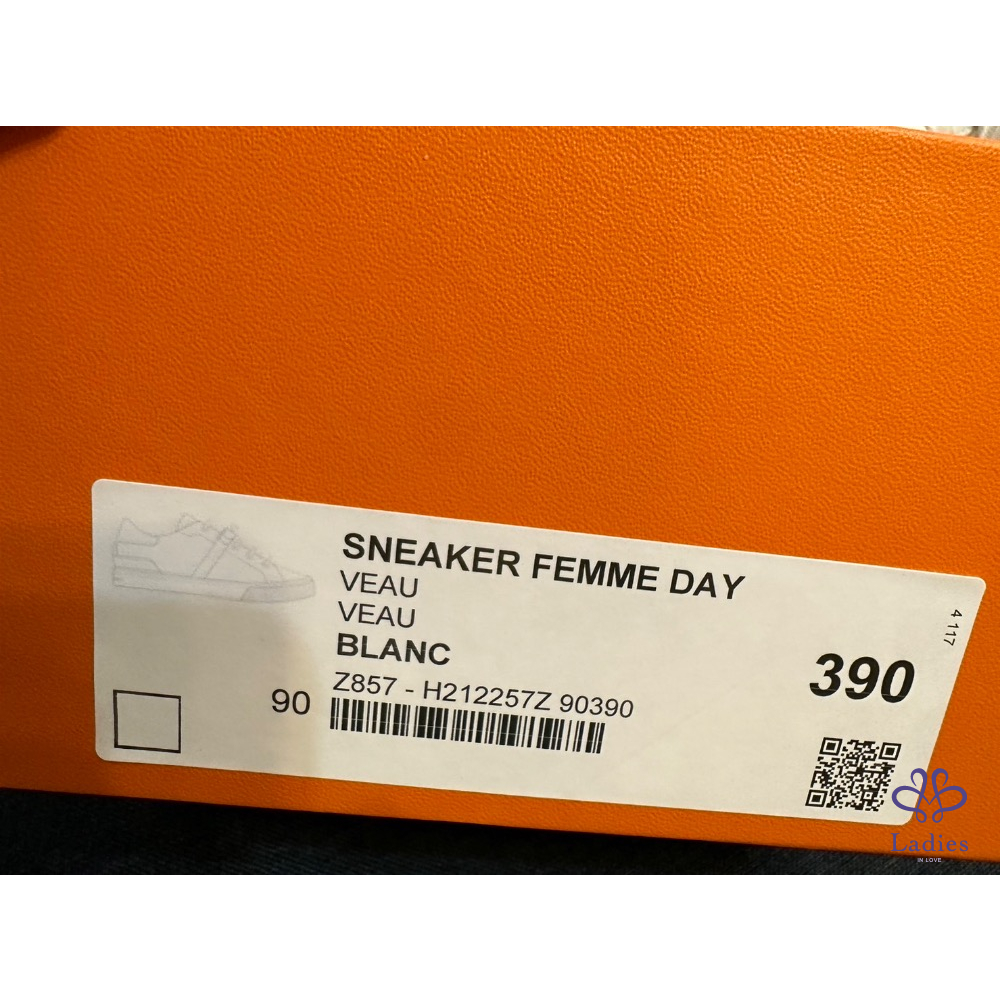 SNEAKER FEMME DAY
VEAU
VEAU
BLANC
Z857 - H212257Z 90390
90
390
4 117
Ladies
IN LOVE